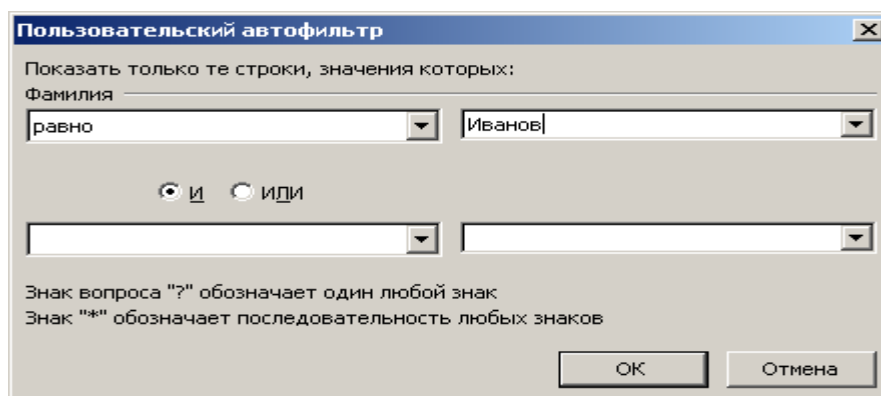 Пользовательский автофильтр
Показать только те строки, значения которых:
Фамилия
равно Иванов
И ИЛИ
Знак вопроса "?" обозначает один любой знак
Знак "*" обозначает последовательность любых знаков
ОК Отмена